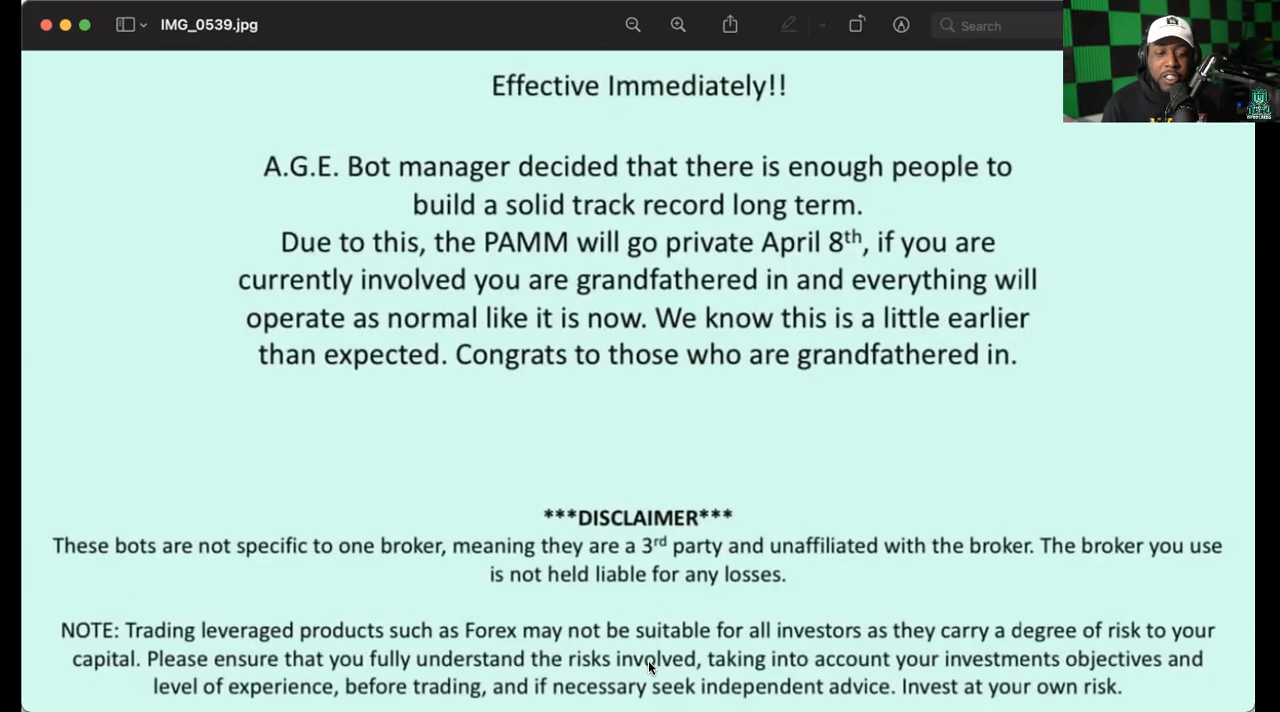 IMG_0539.jpg
Search
Effective Immediately!!
A.G.E. Bot manager decided that there is enough people to
build a solid track record long term.
Due to this, the PAMM will go private April 8th, if you are
currently involved you are grandfathered in and everything will
operate as normal like it is now. We know this is a little earlier
than expected. Congrats to those who are grandfathered in.
***DISCLAIMER***
These bots are not specific to one broker, meaning they are a 3rd party and unaffiliated with the broker. The broker you use
is not held liable for any losses.
NOTE: Trading leveraged products such as Forex may not be suitable for all investors as they carry a degree of risk to your
capital. Please ensure that you fully understand the risks involved, taking into account your investments objectives and
level of experience, before trading, and if necessary seek independent advice. Invest at your own risk.